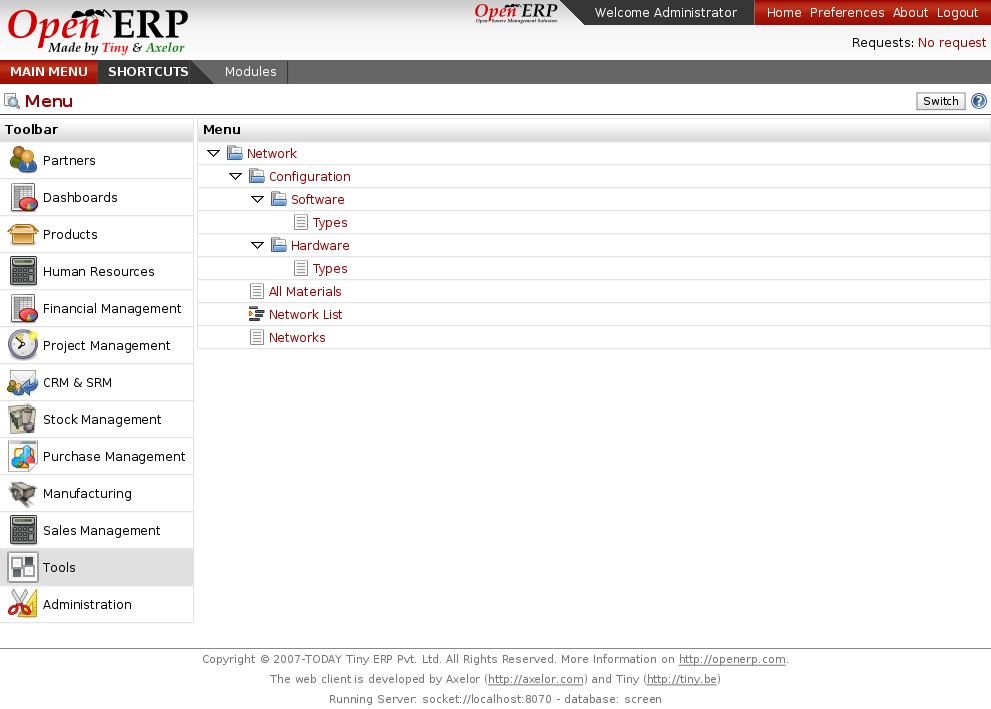 Open ERP
Made by Tiny & Axelor
Open ERP
Open Source Management Solution
Welcome Administrator
Home Preferences About Logout
Requests: No request
MAIN MENU SHORTCUTS Modules
Menu
Switch
?
Toolbar
Partners
Dashboards
Products
Human Resources
Financial Management
Project Management
CRM & SRM
Stock Management
Purchase Management
Manufacturing
Sales Management
Tools
Administration
Menu
Network
Configuration
Software
Types
Hardware
Types
All Materials
Network List
Networks
Copyright © 2007-TODAY Tiny ERP Pvt. Ltd. All Rights Reserved. More Information on http://openerp.com.
The web client is developed by Axelor (http://axelor.com) and Tiny (http://tiny.be)
Running Server: socket://localhost:8070 - database: screen